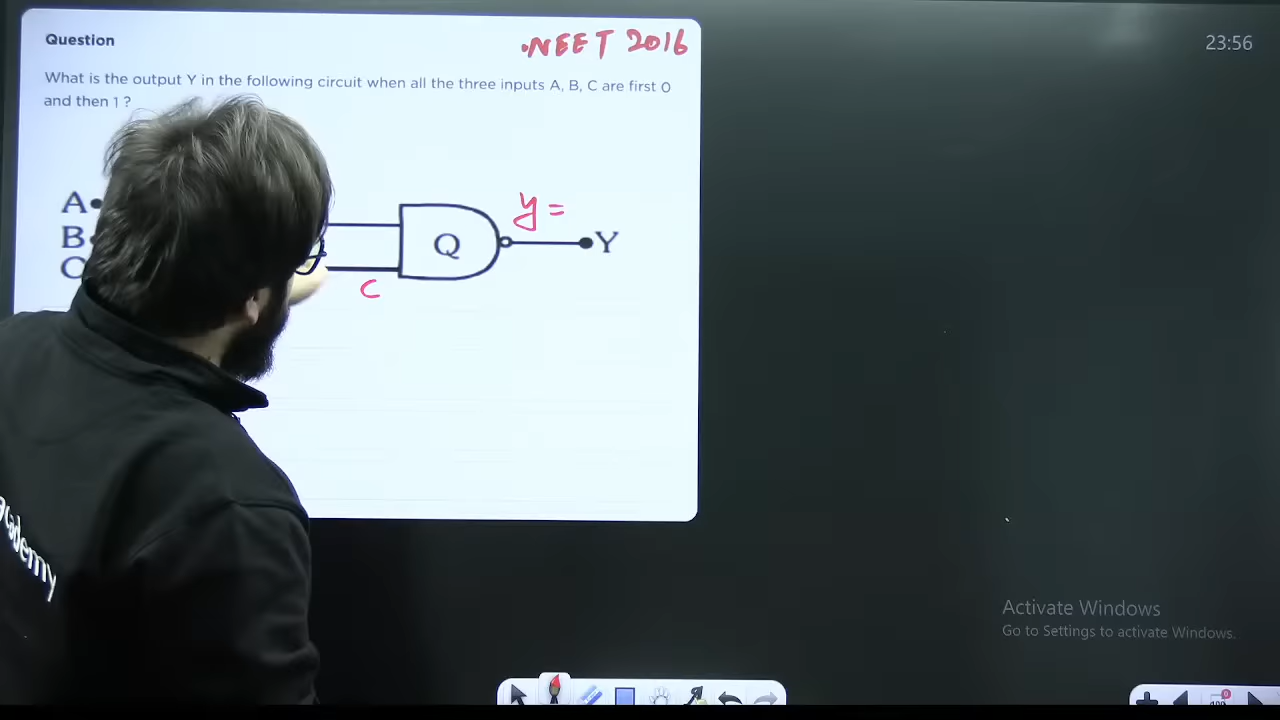 Question
.NEET 2016
23:56
What is the output Y in the following circuit when all the three inputs A, B, C are first 0
and then 1 ?
A
B
C
Q
y =
Y
C
Activate Windows
Go to Settings to activate Windows.